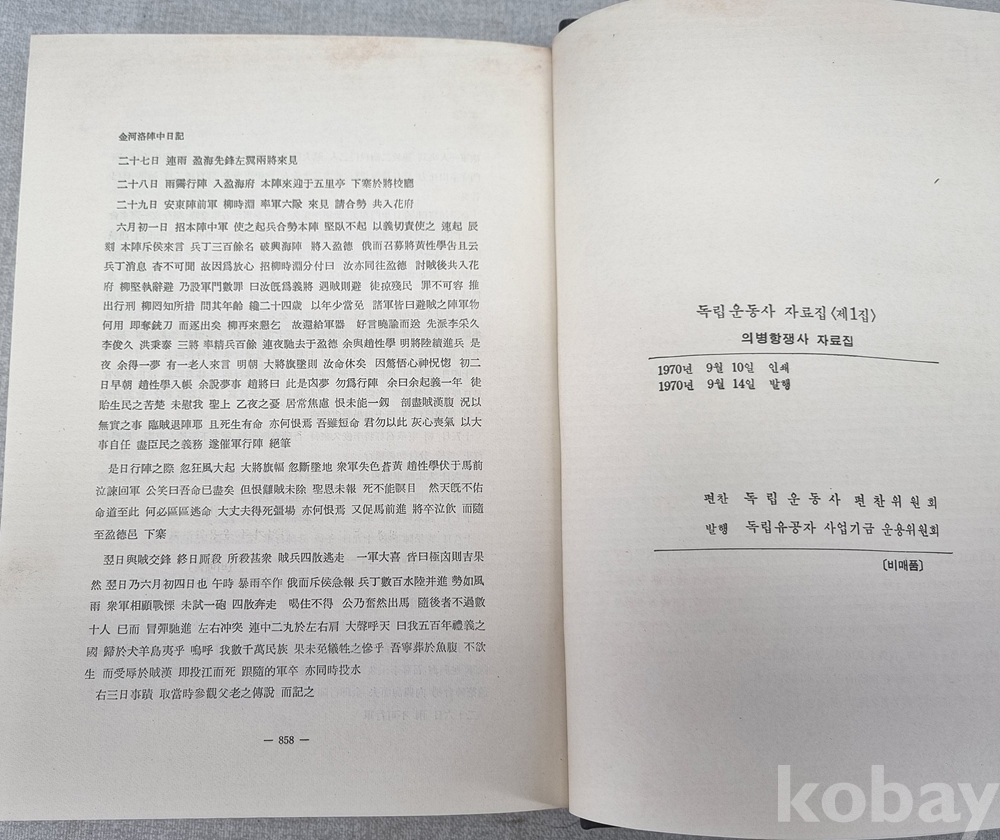 金河洛陣中日記
二十七日 連雨 盈海先鋒左翼兩將來見
二十八日 雨霽行陣 入盈海府 本陣來迎于五里亭 下寨於將校廳
二十九日 安東陣前軍 柳時淵 率軍六隊 來見 請合勢 共入花府
六月初一日 招本陣中軍 使之起兵合勢本陣 堅臥不起 以義切責使之 連起 辰
刻 本陣斥候來言 兵丁三百餘名 破興海陣 將入盈德 俄而召募將黃性學告且云
兵丁消息 杳不可聞 故因爲放心 招柳時淵分付曰 汝亦同往盈德 討賊後共入花
府 柳堅執辭避 乃設軍門數罪 曰汝旣爲義將 遇賊則避 徒掠殘民 罪不可容 推
出行刑 柳罔知所措 問其年齡 纔二十四歲 以年少當免 諸軍皆曰避賊之陣軍物
何用 即奪銃刀 而逐出矣 柳再來懇乞 故還給軍器 好言曉諭而送 先派李采久
李俊久 洪秉泰 三將 率精兵百餘 連夜馳去于盈德 余與趙性學 明將陸續進兵 是
夜 余得一夢 有一老人來言 明朝 大將旗墜則 汝命休矣 因驚悟心神怳惚 初二
日早朝 趙性學入帳 余說夢事 趙將曰 此是凶夢 勿爲行陣 余曰余起義一年 徒
貽生民之苦楚 未慰我 聖上 乙夜之憂 居常焦慮 恨未能一釼 剖盡賊漢腹 況以
無實之事 臨賊退陣耶 且死生有命 亦何恨焉 吾雖短命 君勿以此 灰心喪氣 以大
事自任 盡臣民之義務 遂催軍行陣 絕筆
是日行陣之際 忽狂風大起 大將旗幅 忽斷墜地 衆軍失色蒼黃 趙性學伏于馬前
泣諫回軍 公笑曰吾命已盡矣 但恨讎賊未除 聖恩未報 死不能瞑目 然天旣不佑
命道至此 何必區區逃命 大丈夫得死彊場 亦何恨焉 又促馬前進 將卒泣飮 而隨
至盈德邑 下寨
翌日與賊交鋒 終日厮殺 所殺甚衆 賊兵四散逃走 一軍大喜 皆曰極凶則吉果
然 翌日乃六月初四日也 午時 暴雨卒作 俄而斥候急報 兵丁數百水陸并進 勢如風
雨 衆軍相顧戰慄 未試一砲 四散奔走 喝住不得 公乃奮然出馬 隨後者不過數
十人 已而 冒彈馳進 左右冲突 連中二丸於左右肩 大聲呼天 曰我五百年禮義之
國 歸於犬羊島夷乎 嗚呼 我數千萬民族 果未免犧牲之慘乎 吾寧葬於魚腹 不欲
生 而受辱於賊漢 即投江而死 跟隨的軍卒 亦同時投水
右三日事蹟 取當時參觀父老之傳說 而記之
— 858 —
독립운동사 자료집〈제1집〉
의병항쟁사 자료집
1970년 9월 10일 인쇄
1970년 9월 14일 발행
편찬 독립운동사 편찬위원회
발행 독립유공자 사업기금 운용위원회
〔비매품〕
kobay